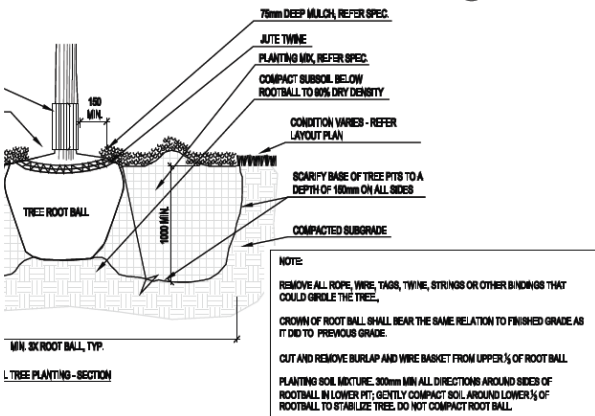 75mm DEEP MULCH, REFER SPEC.
JUTE TWINE
PLANTING MIX, REFER SPEC.
COMPACT SUBSOIL BELOW
ROOTBALL TO 90% DRY DENSITY
150
MIN.
CONDITION VARIES - REFER
LAYOUT PLAN
SCARIFY BASE OF TREE PITS TO A
DEPTH OF 150mm ON ALL SIDES
TREE ROOT BALL
1000 MIN.
COMPACTED SUBGRADE
MIN. 3X ROOT BALL, TYP.
L TREE PLANTING - SECTION
NOTE:
REMOVE ALL ROPE, WIRE, TAGS, TWINE, STRINGS OR OTHER BINDINGS THAT
COULD GIRDLE THE TREE.,
CROWN OF ROOT BALL SHALL BEAR THE SAME RELATION TO FINISHED GRADE AS
IT DID TO PREVIOUS GRADE.
CUT AND REMOVE BURLAP AND WIRE BASKET FROM UPPER ⅓ OF ROOT BALL
PLANTING SOIL MIXTURE. 300mm MIN ALL DIRECTIONS AROUND SIDES OF
ROOTBALL IN LOWER PIT; GENTLY COMPACT SOIL AROUND LOWER ⅓ OF
ROOTBALL TO STABILIZE TREE. DO NOT COMPACT ROOT BALL.